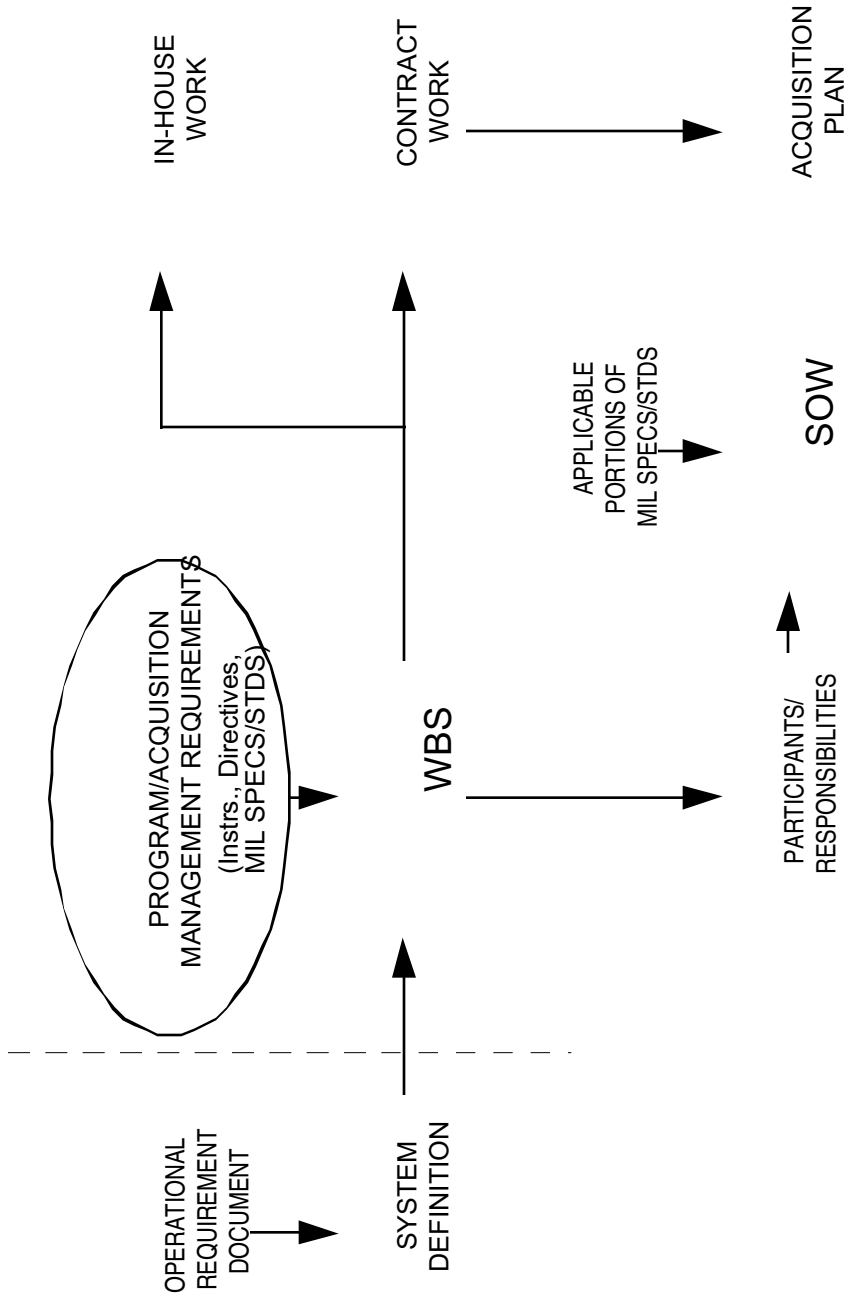 OPERATIONAL
REQUIREMENT
DOCUMENT
SYSTEM
DEFINITION
PROGRAM/ACQUISITION
MANAGEMENT REQUIREMENTS
(Instrs., Directives,
MIL SPECS/STDS)
WBS
IN-HOUSE
WORK
CONTRACT
WORK
PARTICIPANTS/
RESPONSIBILITIES
APPLICABLE
PORTIONS OF
MIL SPECS/STDS
SOW
ACQUISITION
PLAN